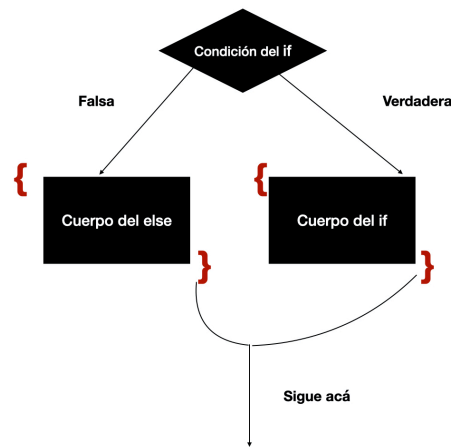 Condición del if
Falsa
Verdadera
{
{
Cuerpo del else
Cuerpo del if
}
}
Sigue acá